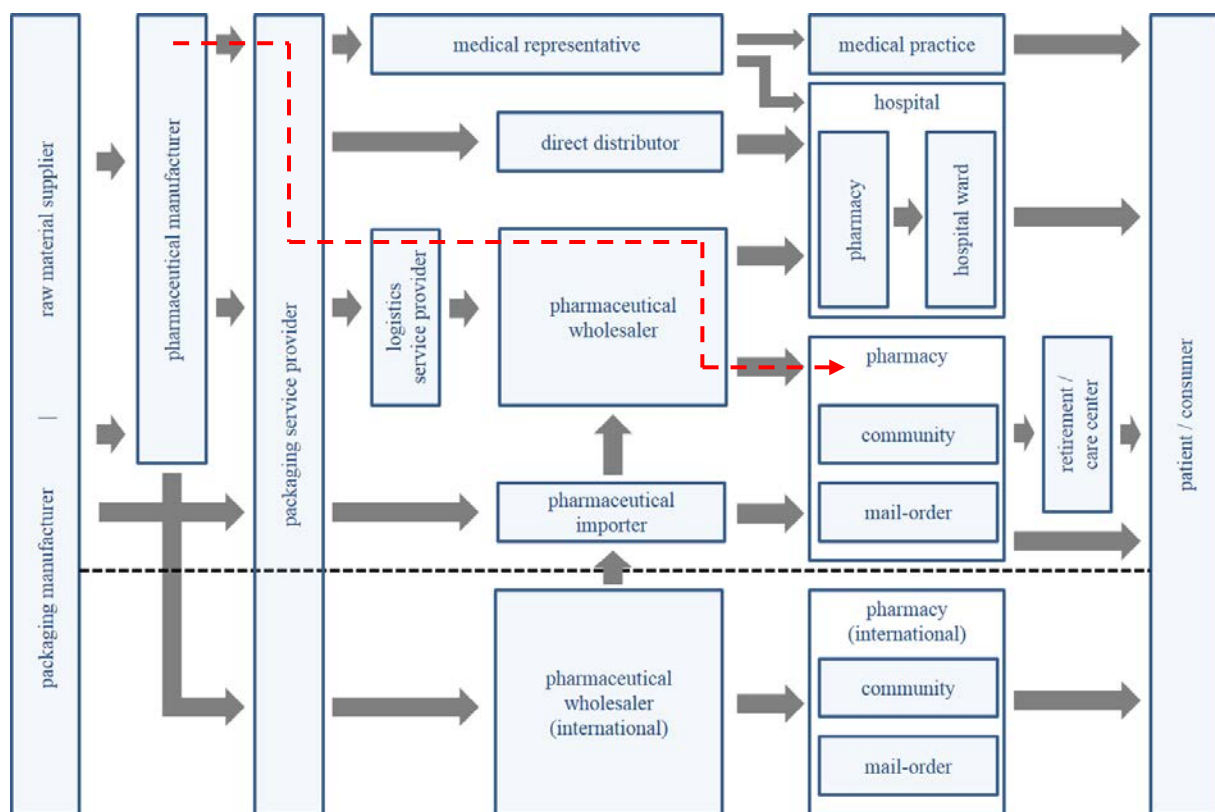 raw material supplier
|
packaging manufacturer
pharmaceutical manufacturer
packaging service provider
medical representative
medical practice
direct distributor
hospital
pharmacy
hospital ward
logistics
service provider
pharmaceutical
wholesaler
pharmacy
community
mail-order
retirement /
care center
pharmaceutical
importer
pharmaceutical
wholesaler
(international)
pharmacy
(international)
community
mail-order
patient / consumer